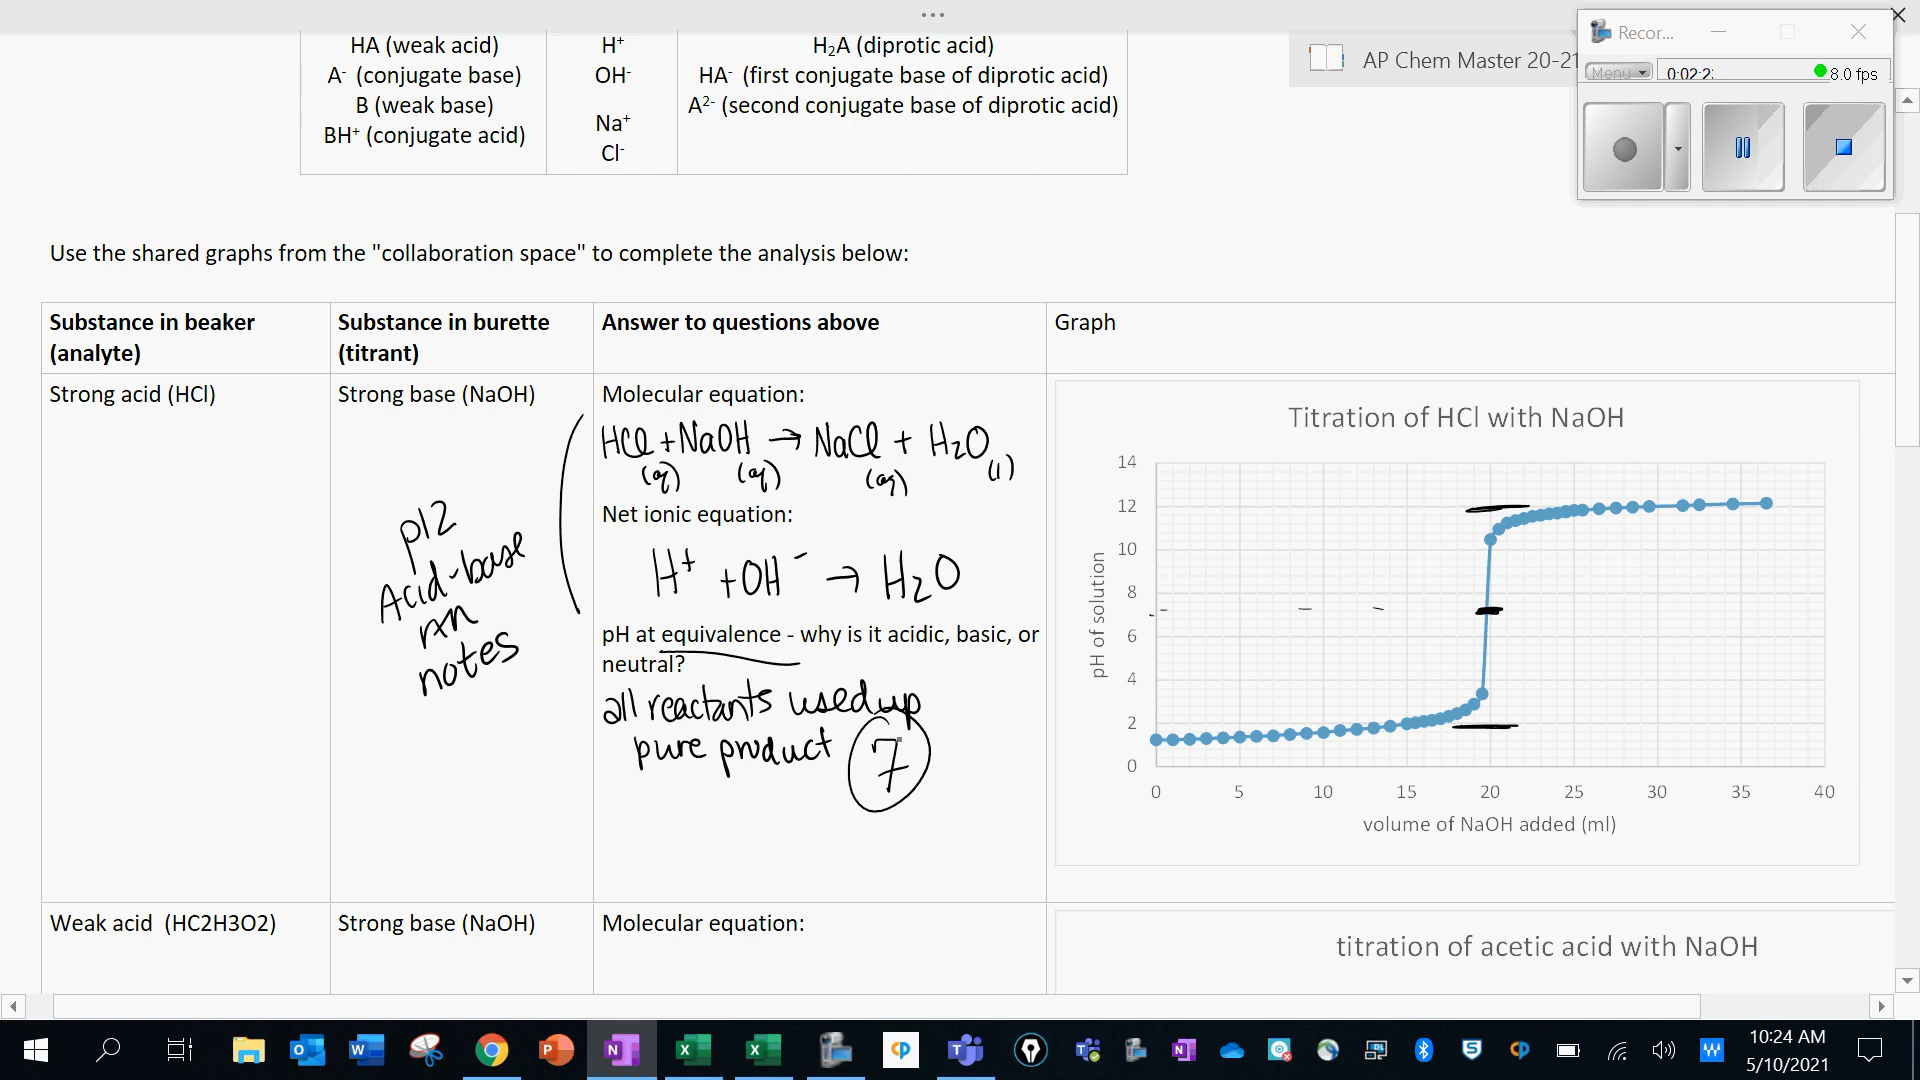 HA (weak acid)
A- (conjugate base)
B (weak base)
BH+ (conjugate acid)
H+
OH-
Na+
Cl-
H2A (diprotic acid)
HA- (first conjugate base of diprotic acid)
A2- (second conjugate base of diprotic acid)
AP Chem Master 20-21
Recor...
Menu
0:02:2
8.0 fps
Use the shared graphs from the "collaboration space" to complete the analysis below:
Substance in beaker
(analyte)
Substance in burette
(titrant)
Answer to questions above
Graph
Strong acid (HCl)
Strong base (NaOH)
p12
Acid-base
rxn
notes
Molecular equation:
HCl + NaOH → NaCl + H2O
(aq) (aq) (aq) (l)
Net ionic equation:
H+ + OH- → H2O
pH at equivalence - why is it acidic, basic, or
neutral?
all reactants used up
pure product 7
Titration of HCl with NaOH
pH of solution
14
12
10
8
6
4
2
0
0 5 10 15 20 25 30 35 40
volume of NaOH added (ml)
Weak acid (HC2H3O2)
Strong base (NaOH)
Molecular equation:
titration of acetic acid with NaOH
10:24 AM
5/10/2021